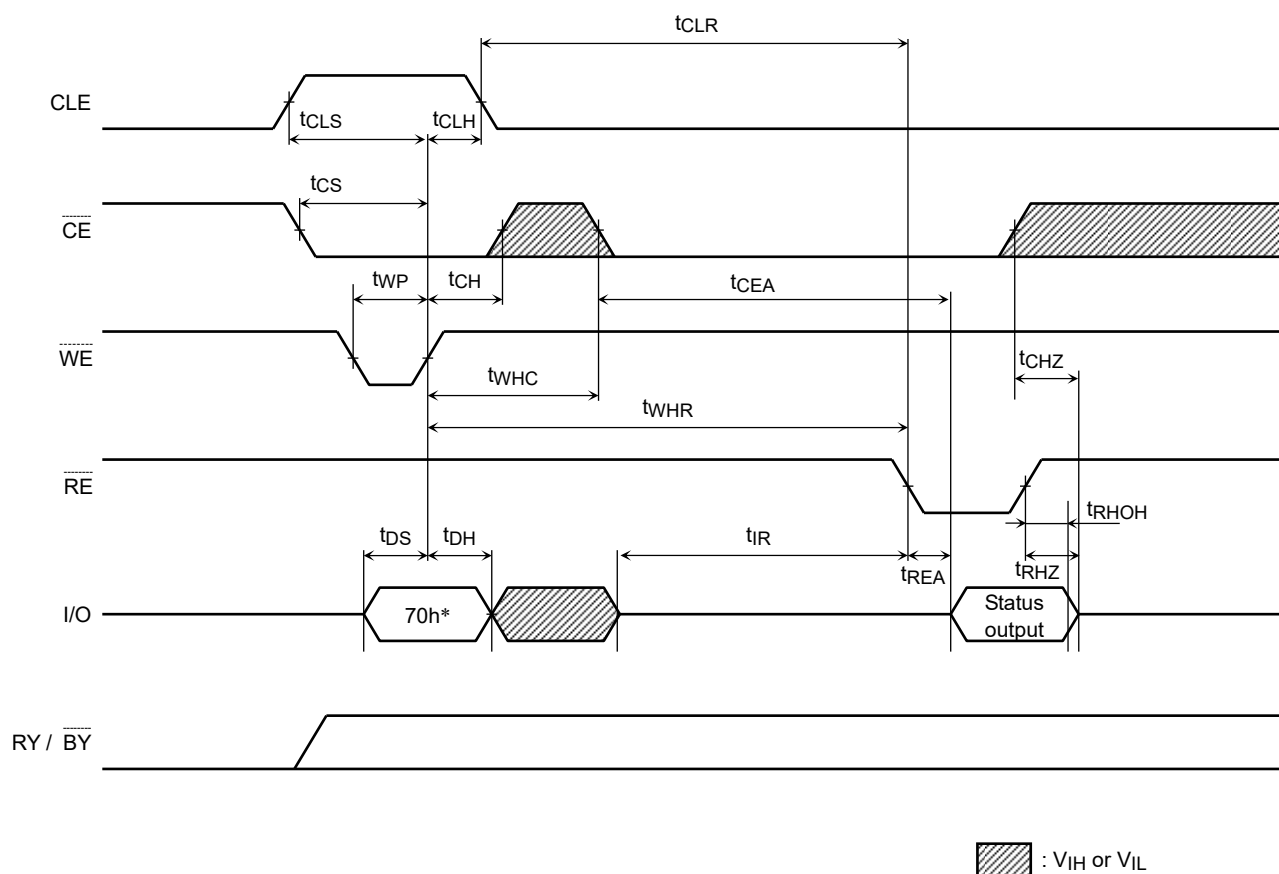 tCLR
CLE
tCLS
tCLH
tCS
CE
tWP
tCH
tCEA
WE
tCHZ
tWHC
tWHR
RE
tRHOH
tDS
tDH
tIR
tREA
tRHZ
I/O
70h*
Status
output
RY / BY
: VIH or VIL